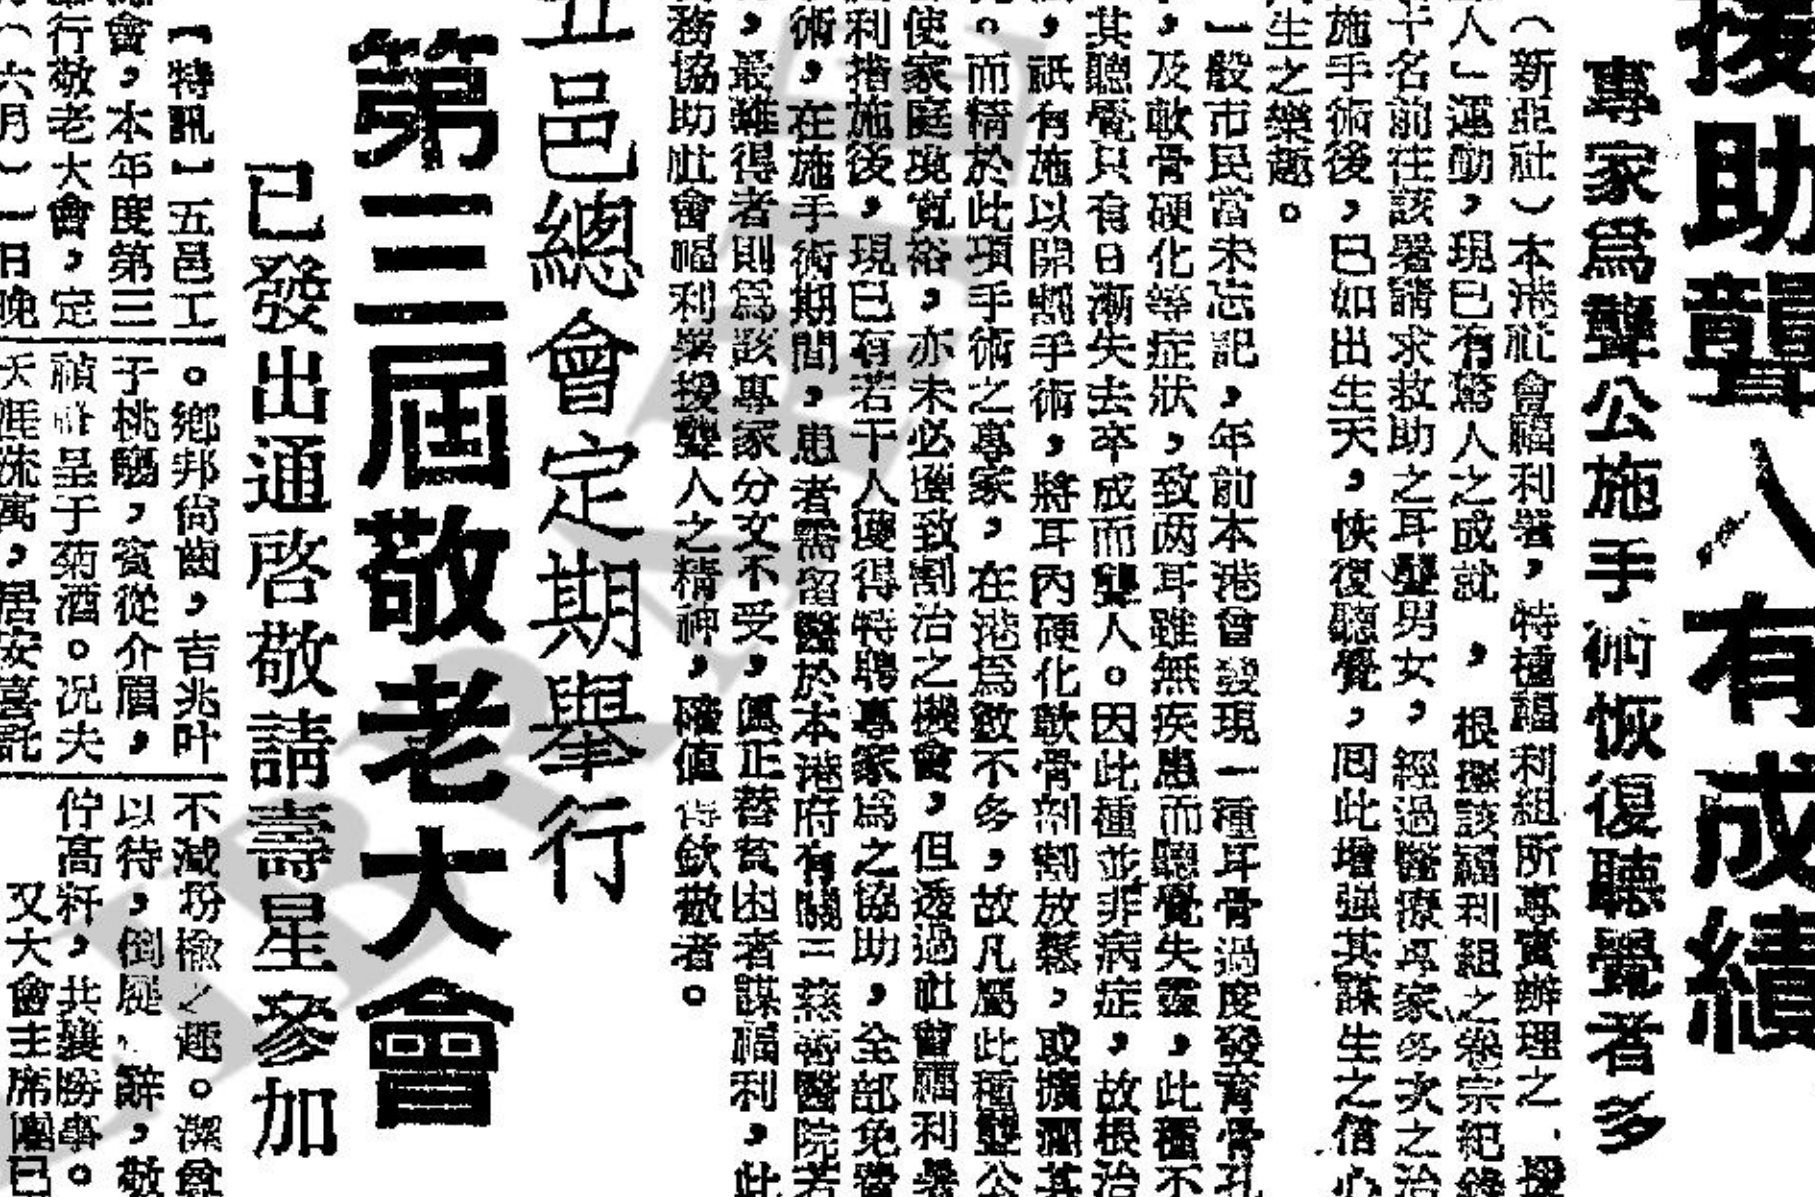 援助聾人有成績
專家為聾公施手術恢復聽覺者多
（新亞社）本港社會福利署，特種福利組所專責辦理之
人」運動，現已有驚人之成就，根據該福利組之卷宗紀錄
十名前往該署請求救助之耳聾男女，經過醫療專家多次之治
施手術後，已如出生天，恢復聽覺，因此增强其謀生之信心
生之樂趣。
一般市民當未忘記，年前本港曾發現一種耳骨過度發育骨
，及軟骨硬化等症狀，致两耳雖無疾患而聽覺失靈，此種不
其聽覺只有日漸失去卒成而聾人。因此種並非病症，故根治
，祇有施以開割手術，將耳內硬化軟骨割放鬆，或擴濶其
。而精於此項手術之專家，在港為數不多，故凡屬此種聾公
使家庭境寬裕，亦未必獲致割治之機會，但透過社會福利署
利措施後，現已有若干人獲得特聘專家為之協助，全部免費
術，在施手術期間，患者需留醫於本港府有關三慈善醫院若
，最難得者則為該專家分文不受，眞正替貧困者謀福利，此
務協助社會福利業援聾人之精神，確值得欽敬者。
五邑總會定期舉行
第三屆敬老大會
已發出通啓敬請壽星參加
【特訊】五邑工
會，本年度第三
行敬老大會，定
（六月）一日晚
。鄉邦尙齒，吉兆叶
于桃觴，賓從介眉，
禎呈于菊酒。况夫
天涯流寓，居安喜託
不減枌榆之趣。潔樽
以待，倒屣辭，敬
佇高軒，共襄勝事。
又大會主席團已